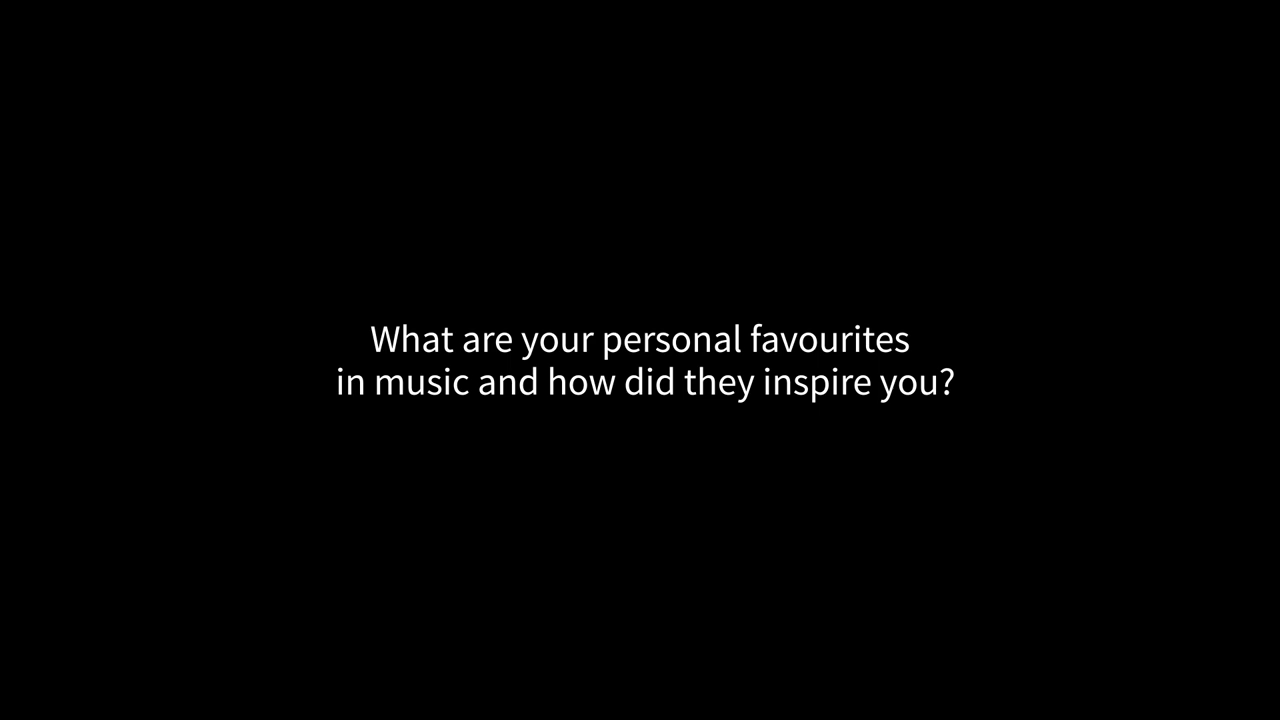 What are your personal favourites
in music and how did they inspire you?